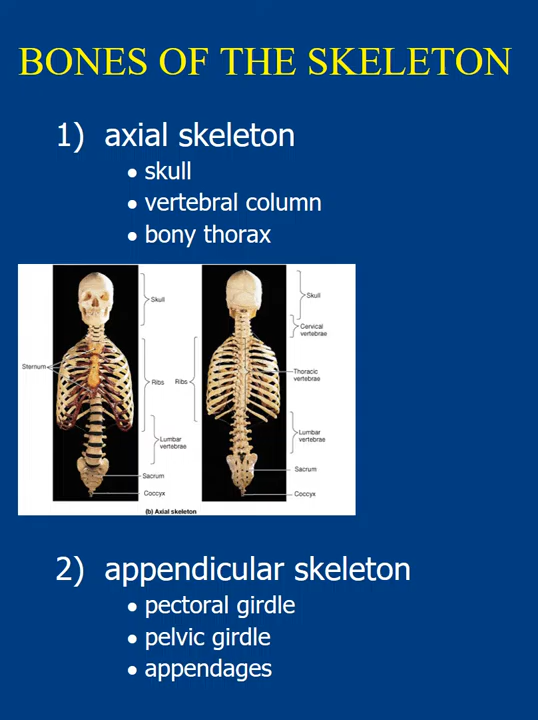 BONES OF THE SKELETON
1) axial skeleton
• skull
• vertebral column
• bony thorax
Skull
Sternum
Ribs
Lumbar
vertebrae
Sacrum
Coccyx
Skull
Cervical
vertebrae
Ribs
Thoracic
vertebrae
Lumbar
vertebrae
Sacrum
Coccyx
(b) Axial skeleton
2) appendicular skeleton
• pectoral girdle
• pelvic girdle
• appendages